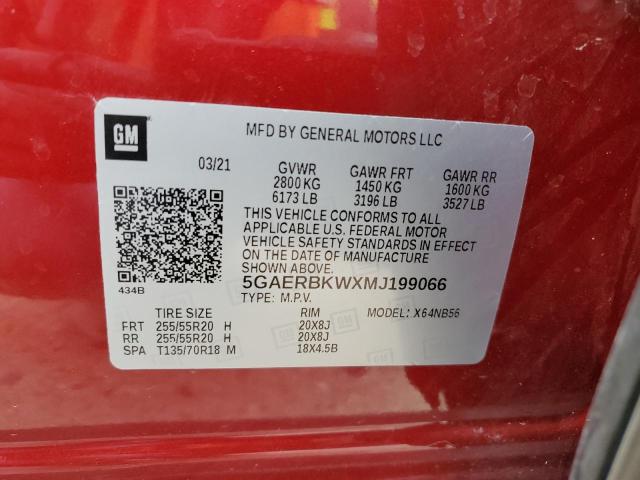 GM
MFD BY GENERAL MOTORS LLC
03/21 GVWR GAWR FRT GAWR RR
2800 KG 1450 KG 1600 KG
6173 LB 3196 LB 3527 LB
THIS VEHICLE CONFORMS TO ALL
APPLICABLE U.S. FEDERAL MOTOR
VEHICLE SAFETY STANDARDS IN EFFECT
ON THE DATE OF MANUFACTURE
SHOWN ABOVE.
434B
5GAERBKWXMJ199066
TYPE: M.P.V. MODEL: X64NB56
TIRE SIZE RIM
FRT 255/55R20 H 20X8J
RR 255/55R20 H 20X8J
SPA T135/70R18 M 18X4.5B